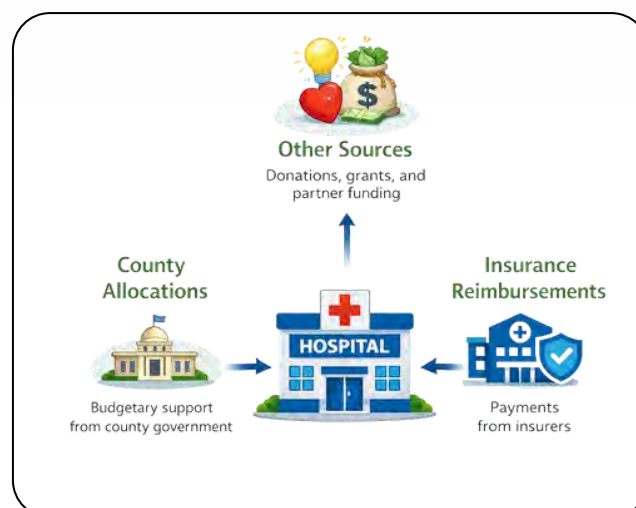 $
Other Sources
Donations, grants, and
partner funding
County
Allocations
Insurance
Reimbursements
HOSPITAL
Budgetary support
from county government
Payments
from insurers